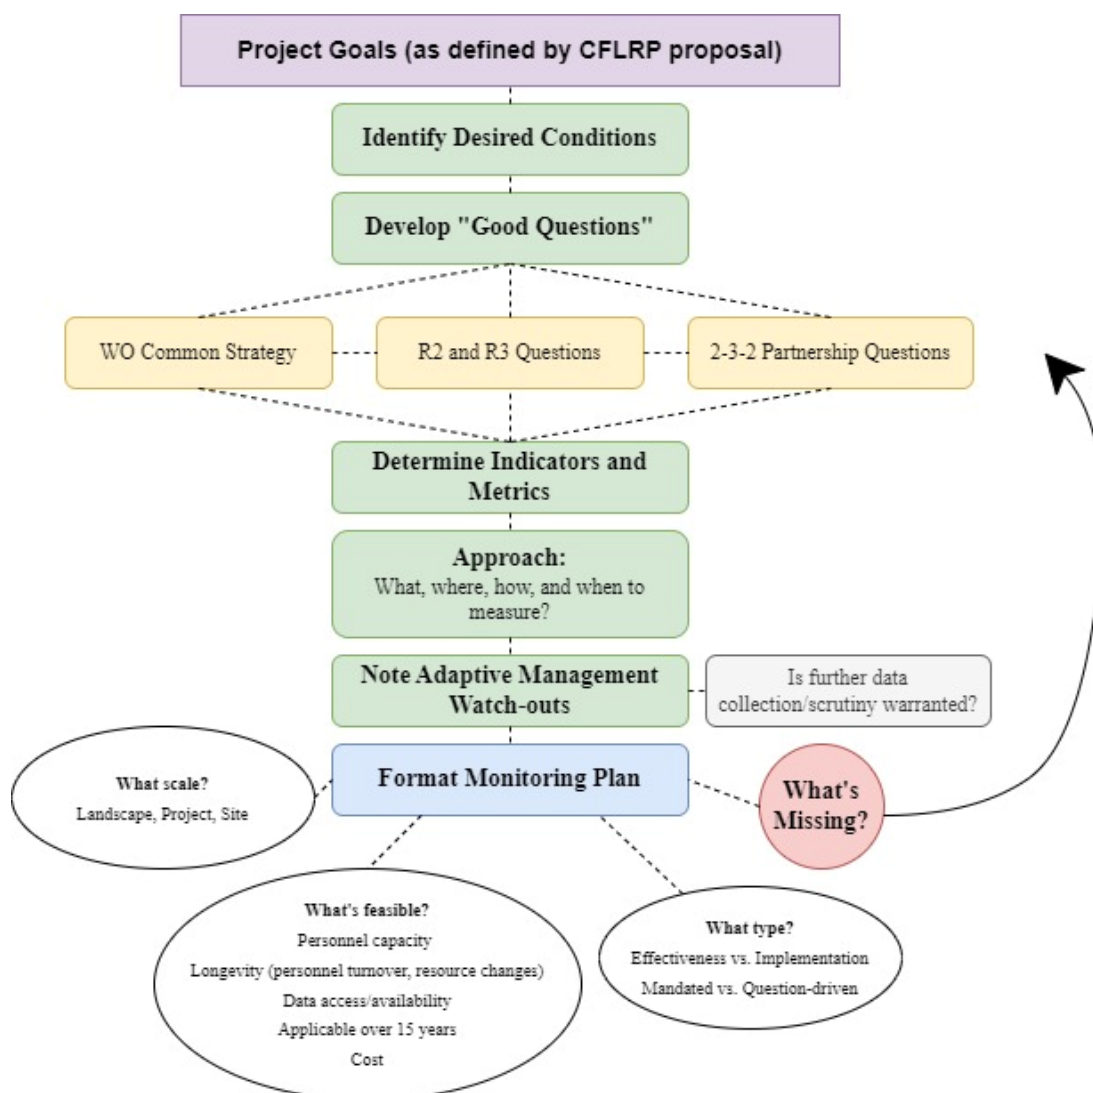 Project Goals (as defined by CFLRP proposal)
Identify Desired Conditions
Develop "Good Questions"
WO Common Strategy
R2 and R3 Questions
2-3-2 Partnership Questions
Determine Indicators and
Metrics
Approach:
What, where, how, and when to
measure?
Note Adaptive Management
Watch-outs
Is further data
collection/scrutiny warranted?
Format Monitoring Plan
What's
Missing?
What scale?
Landscape, Project, Site
What's feasible?
Personnel capacity
Longevity (personnel turnover, resource changes)
Data access/availability
Applicable over 15 years
Cost
What type?
Effectiveness vs. Implementation
Mandated vs. Question-driven